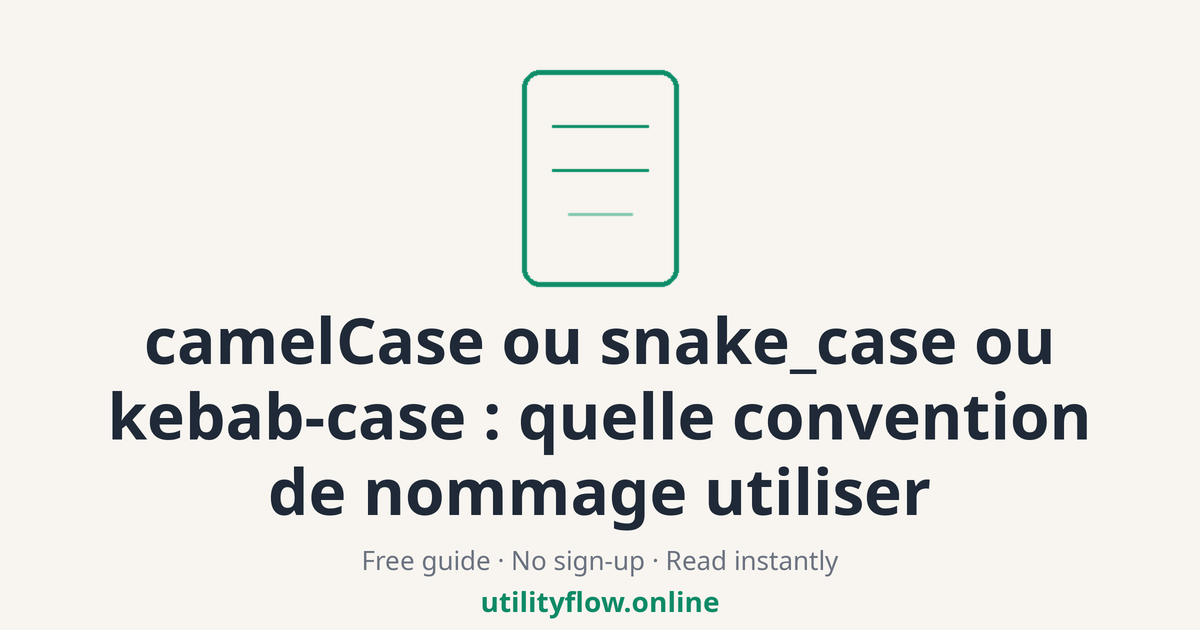 camelCase ou snake_case ou
kebab-case : quelle convention
de nommage utiliser
Free guide · No sign-up · Read instantly
utilityflow.online